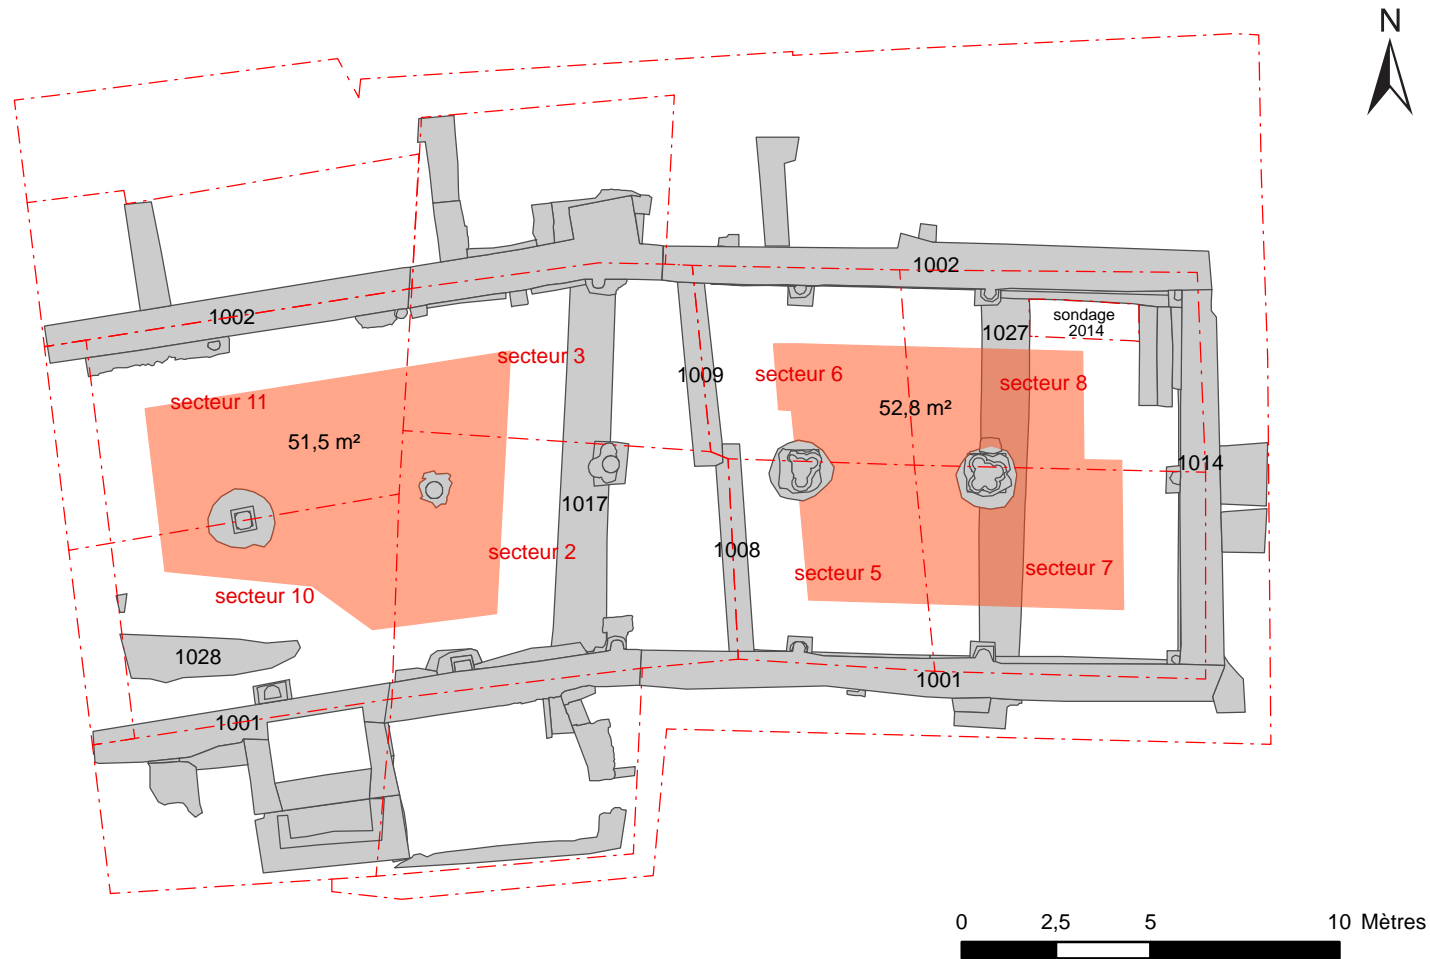 N
1002
1002
sondage
2014
1027
secteur 3
1009
secteur 6
secteur 8
secteur 11
52,8 m²
51,5 m²
1014
1017
1008
secteur 2
secteur 5
secteur 7
secteur 10
1028
1001
1001
0 2,5 5 10 Mètres